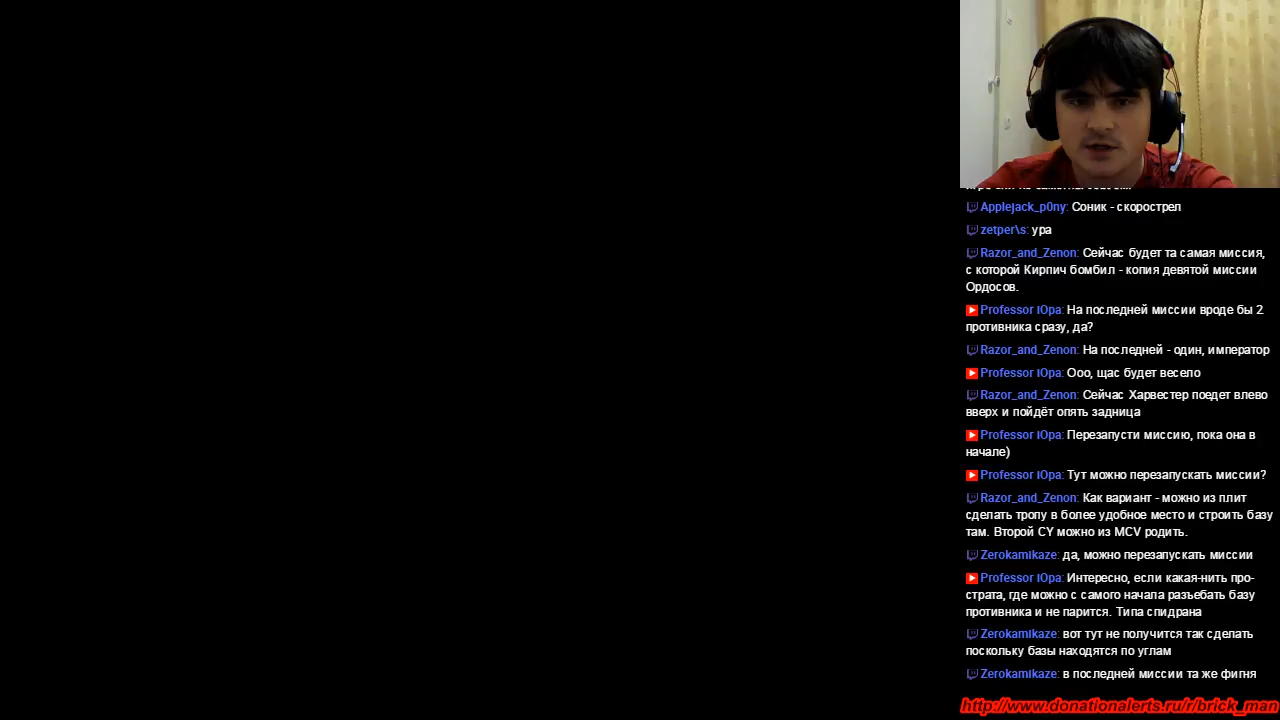 Applejack_p0ny: Соник - скорострел
zetper\s: ура
Razor_and_Zenon: Сейчас будет та самая миссия,
с которой Кирпич бомбил - копия девятой миссии
Ордосов.
Professor IOpa: На последней миссии вроде бы 2
противника сразу, да?
Razor_and_Zenon: На последней - один, император
Professor IOpa: Ооо, щас будет весело
Razor_and_Zenon: Сейчас Харвестер поедет влево
вверх и пойдёт опять задница
Professor IOpa: Перезапусти миссию, пока она в
начале)
Professor IOpa: Тут можно перезапускать миссии?
Razor_and_Zenon: Как вариант - можно из плит
сделать тропу в более удобное место и строить базу
там. Второй CY можно из MCV родить.
Zerokamikaze: да, можно перезапускать миссии
Professor IOpa: Интересно, если какая-нить про-
страта, где можно с самого начала разъебать базу
противника и не парится. Типа спидрана
Zerokamikaze: вот тут не получится так сделать
поскольку базы находятся по углам
Zerokamikaze: в последней миссии та же фигня
http://www.donationalerts.ru/r/brick_man